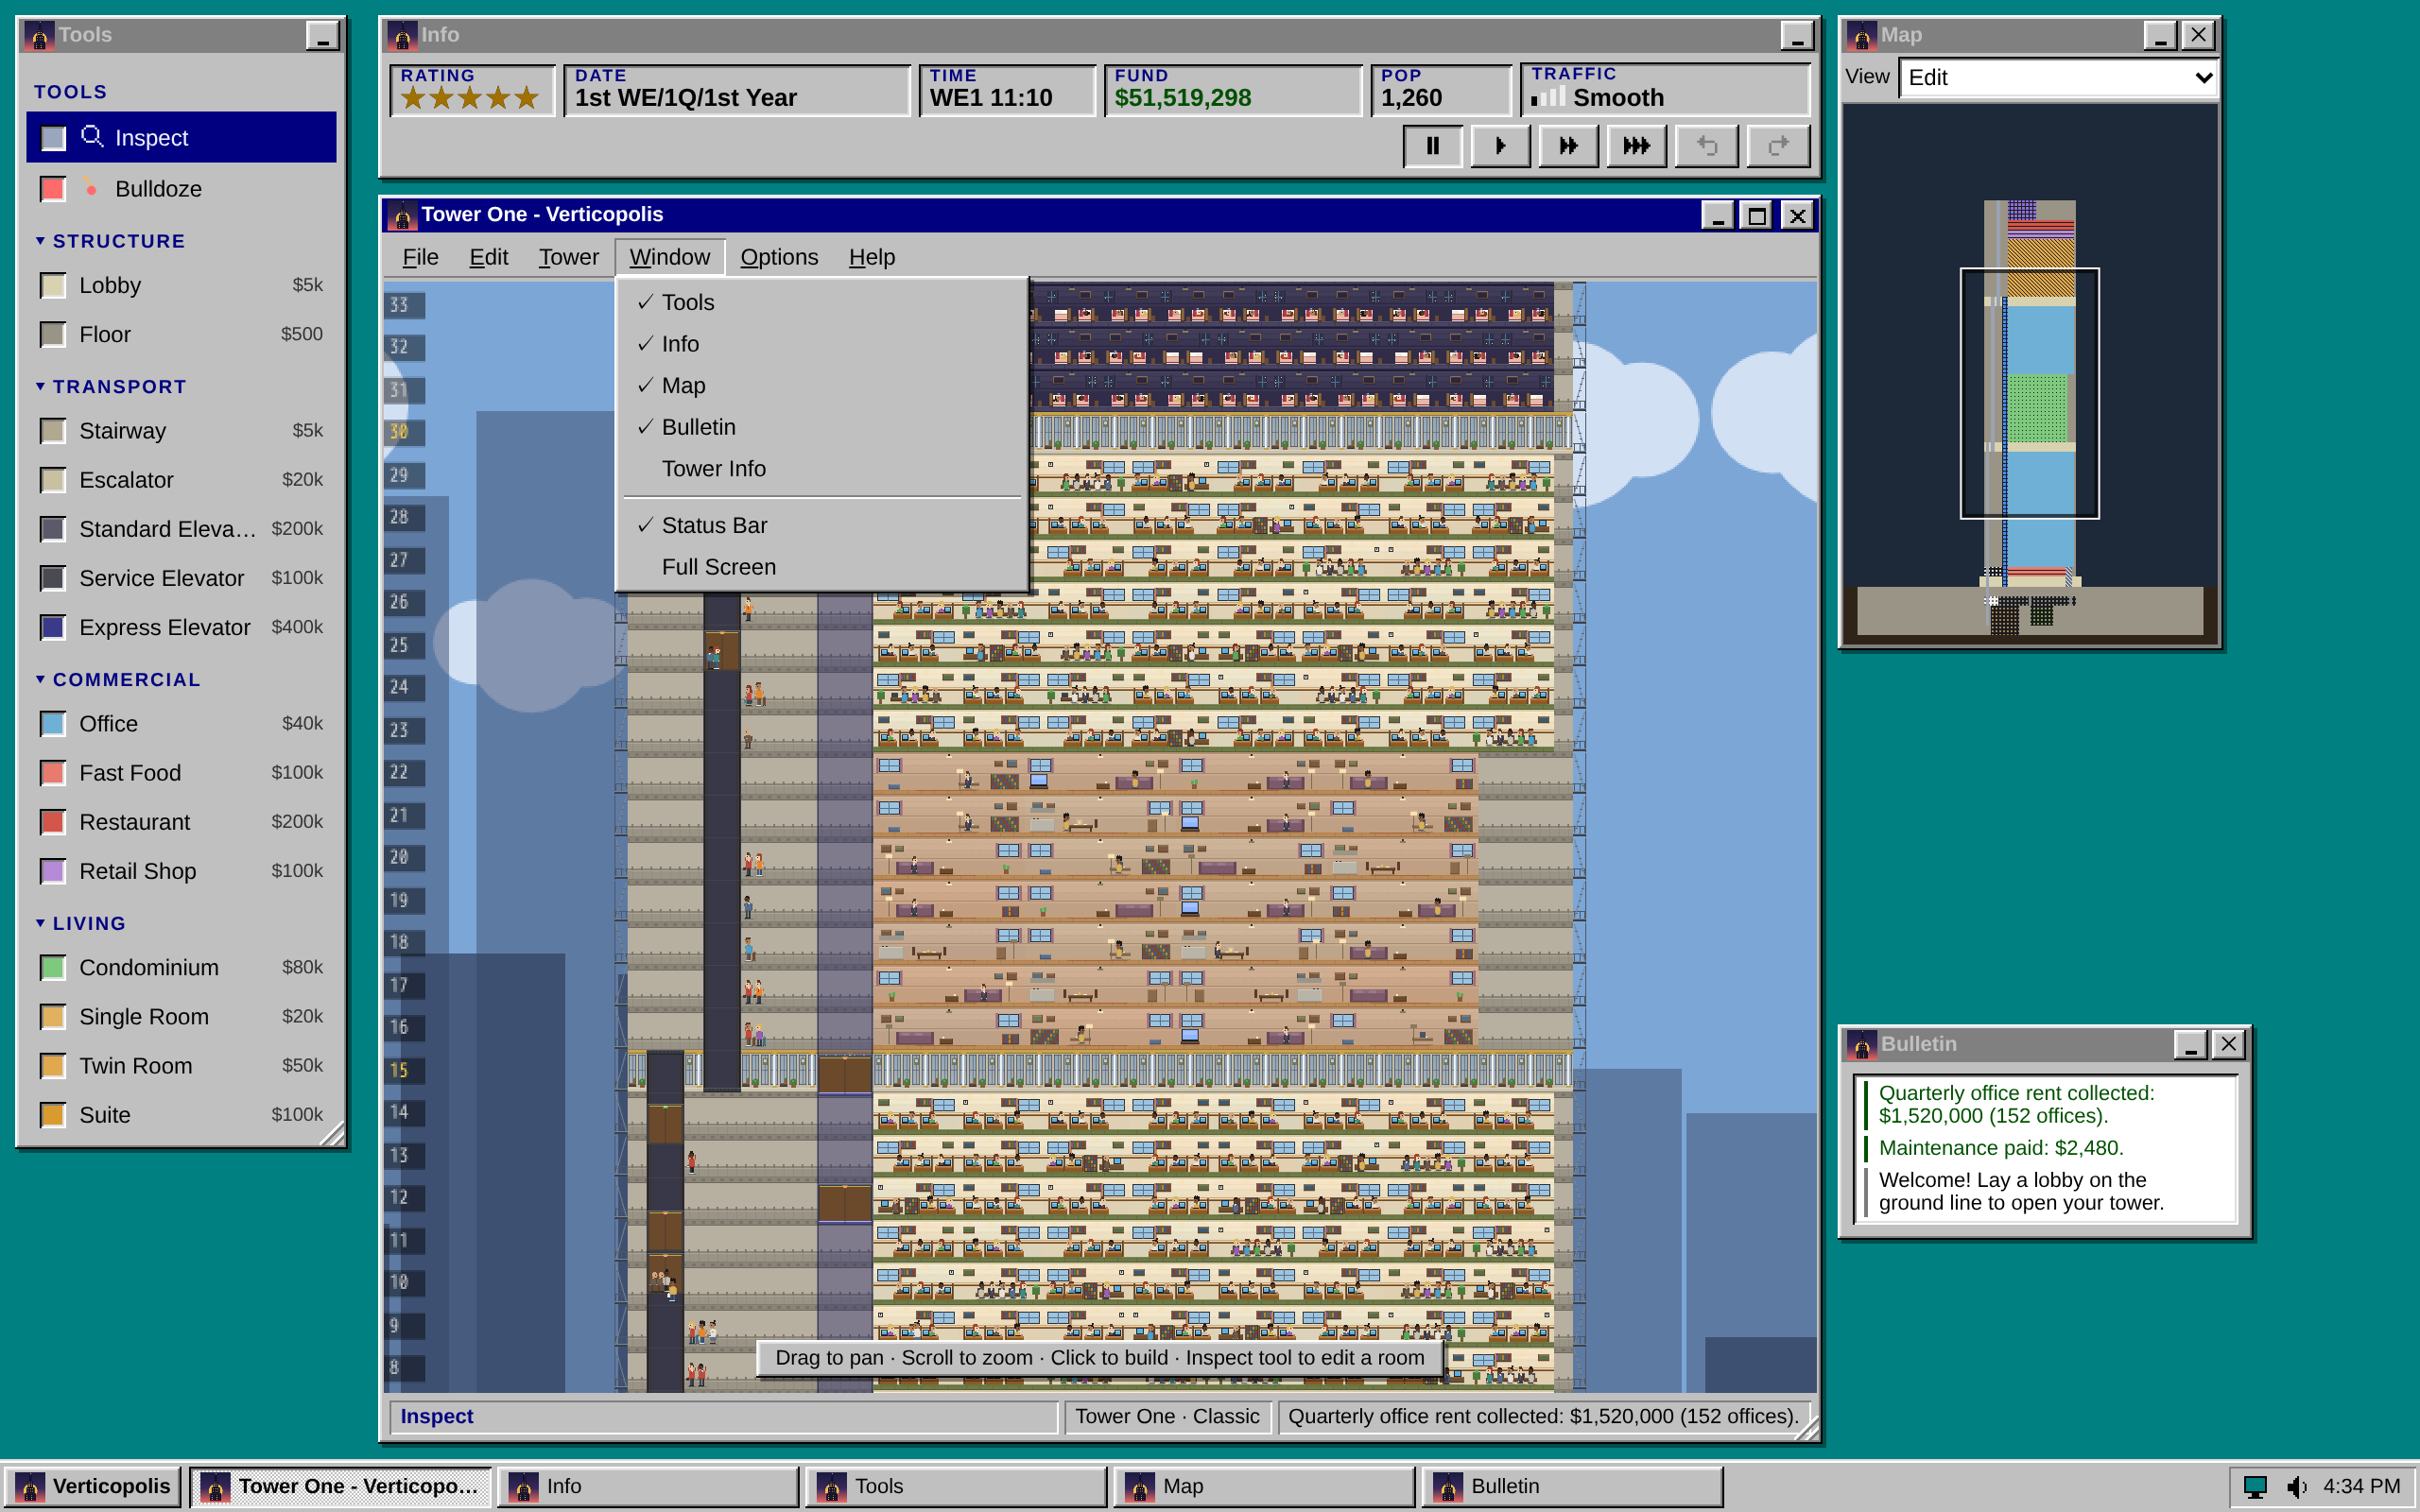 Tools
TOOLS
Inspect
Bulldoze
STRUCTURE
Lobby $5k
Floor $500
TRANSPORT
Stairway $5k
Escalator $20k
Standard Eleva… $200k
Service Elevator $100k
Express Elevator $400k
COMMERCIAL
Office $40k
Fast Food $100k
Restaurant $200k
Retail Shop $100k
LIVING
Condominium $80k
Single Room $20k
Twin Room $50k
Suite $100k
Info
RATING
DATE
1st WE/1Q/1st Year
TIME
WE1 11:10
FUND
$51,519,298
POP
1,260
TRAFFIC
Smooth
Tower One - Verticopolis
File Edit Tower Window Options Help
✓ Tools
✓ Info
✓ Map
✓ Bulletin
Tower Info
✓ Status Bar
Full Screen
33
32
31
30
29
28
27
26
25
24
23
22
21
20
19
18
17
16
15
14
13
12
11
10
9
8
Drag to pan · Scroll to zoom · Click to build · Inspect tool to edit a room
Inspect
Tower One · Classic
Quarterly office rent collected: $1,520,000 (152 offices).
Map
View Edit
Bulletin
Quarterly office rent collected:
$1,520,000 (152 offices).
Maintenance paid: $2,480.
Welcome! Lay a lobby on the
ground line to open your tower.
Verticopolis
Tower One - Verticopo…
Info
Tools
Map
Bulletin
4:34 PM